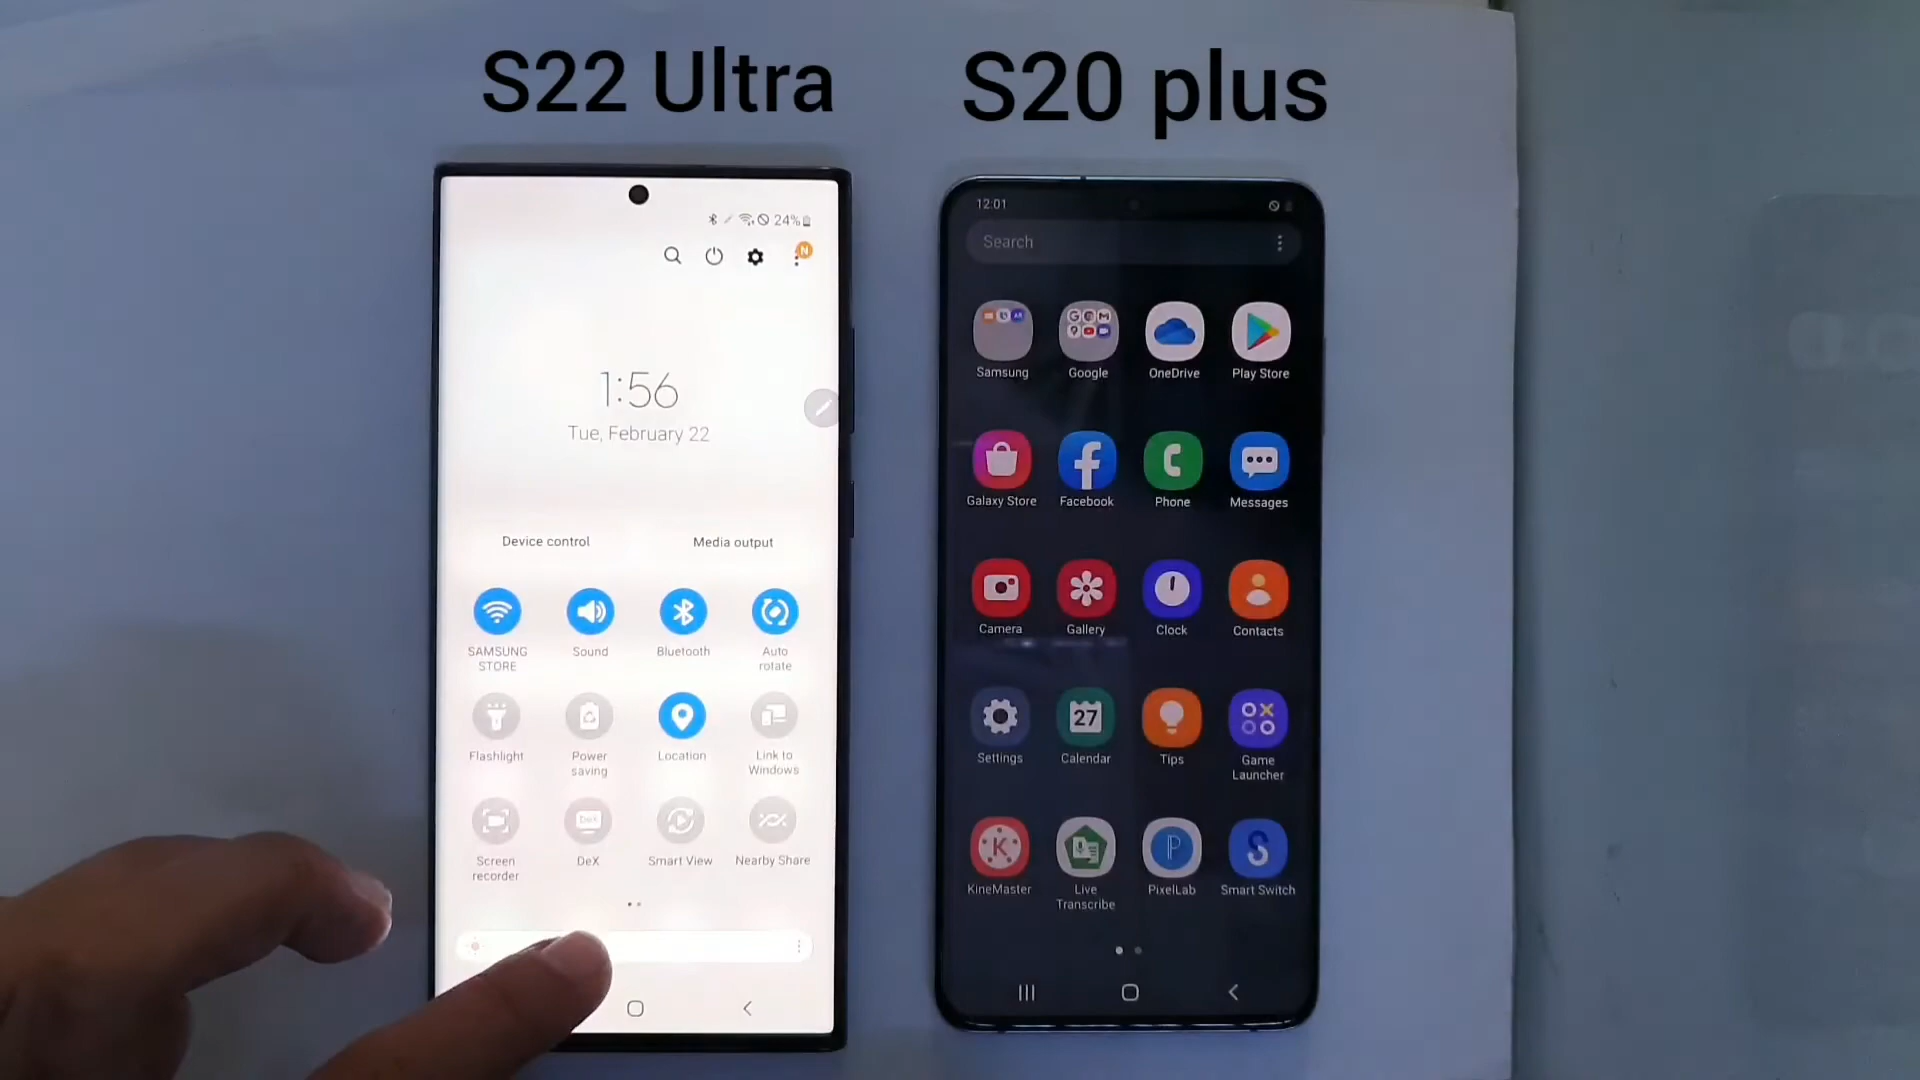 S22 Ultra
S20 plus
24%
N
1:56
Tue, February 22
Device control
Media output
SAMSUNG
STORE
Sound
Bluetooth
Auto
rotate
Flashlight
Power
saving
Location
Link to
Windows
Screen
recorder
DeX
DeX
Smart View
Nearby Share
12:01
Search
Samsung
Google
OneDrive
Play Store
Galaxy Store
Facebook
Phone
Messages
Camera
Gallery
Clock
Contacts
Settings
27
Calendar
Tips
Game
Launcher
K
KineMaster
Live
Transcribe
P
PixelLab
S
Smart Switch